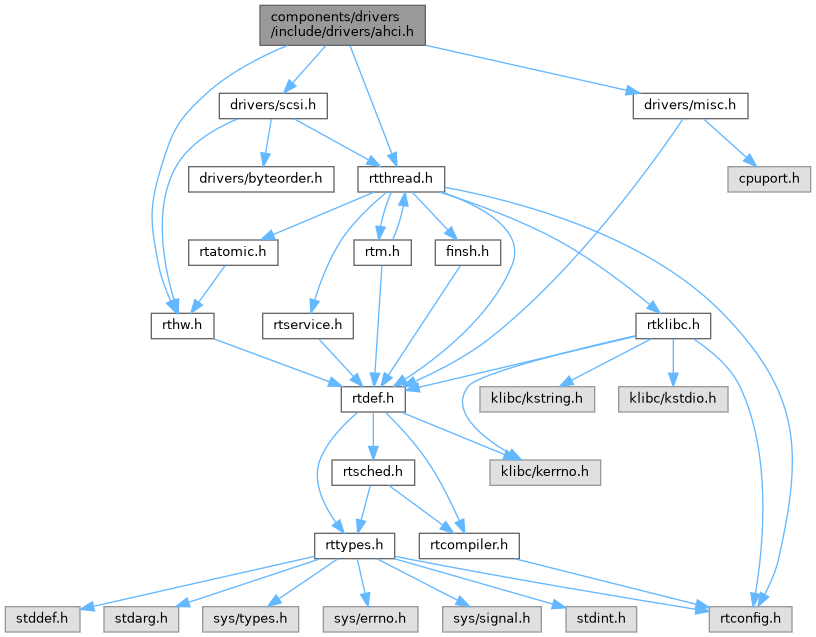 components/drivers
/include/drivers/ahci.h
drivers/scsi.h
drivers/misc.h
drivers/byteorder.h
rtthread.h
cpuport.h
rtatomic.h
rtm.h
finsh.h
rthw.h
rtservice.h
rtklibc.h
rtdef.h
klibc/kstring.h
klibc/kstdio.h
rtsched.h
klibc/kerrno.h
rttypes.h
rtcompiler.h
stddef.h
stdarg.h
sys/types.h
sys/errno.h
sys/signal.h
stdint.h
rtconfig.h